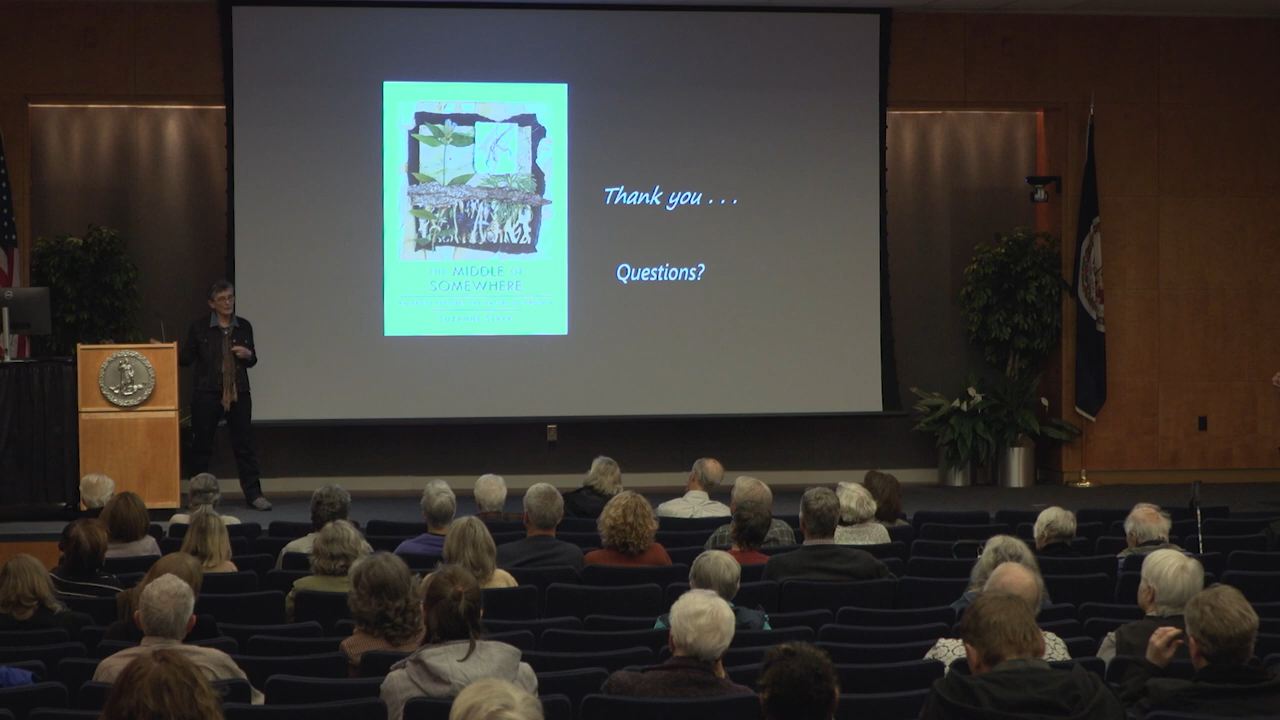 Thank you . . .
Questions?
THE MIDDLE OF
SOMEWHERE